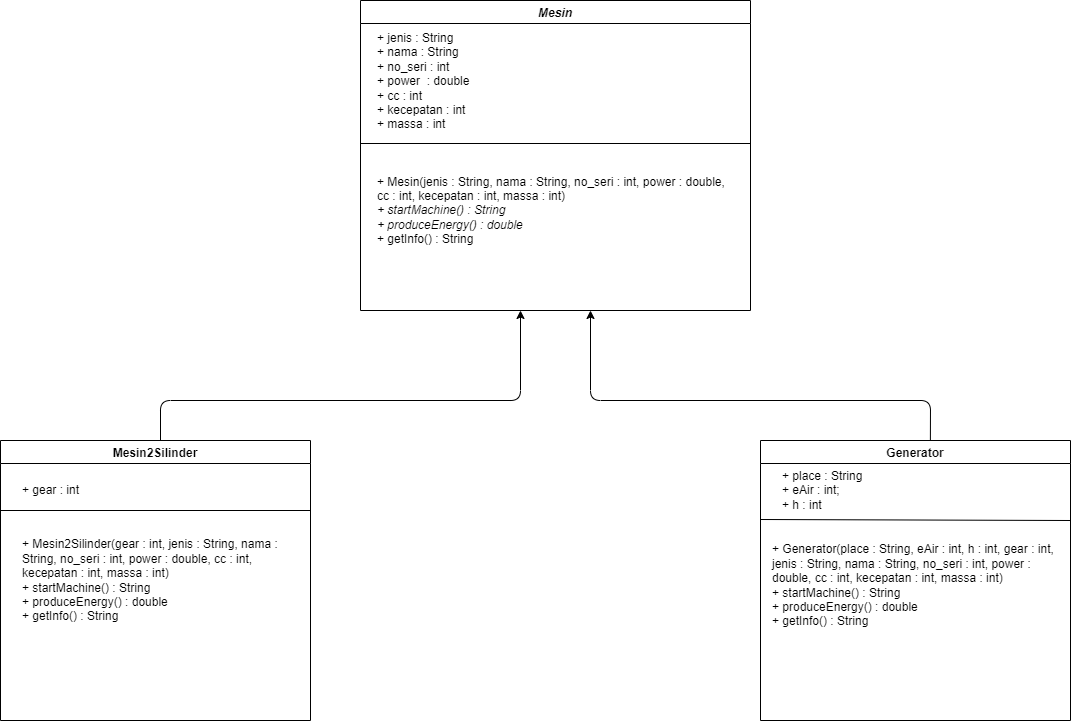 Mesin
+ jenis : String
+ nama : String
+ no_seri : int
+ power  : double
+ cc : int
+ kecepatan : int
+ massa : int
+ Mesin(jenis : String, nama : String, no_seri : int, power : double,
cc : int, kecepatan : int, massa : int)
+ startMachine() : String
+ produceEnergy() : double
+ getInfo() : String
Mesin2Silinder
+ gear : int
+ Mesin2Silinder(gear : int, jenis : String, nama :
String, no_seri : int, power : double, cc : int,
kecepatan : int, massa : int)
+ startMachine() : String
+ produceEnergy() : double
+ getInfo() : String
Generator
+ place : String
+ eAir : int;
+ h : int
+ Generator(place : String, eAir : int, h : int, gear : int,
jenis : String, nama : String, no_seri : int, power :
double, cc : int, kecepatan : int, massa : int)
+ startMachine() : String
+ produceEnergy() : double
+ getInfo() : String